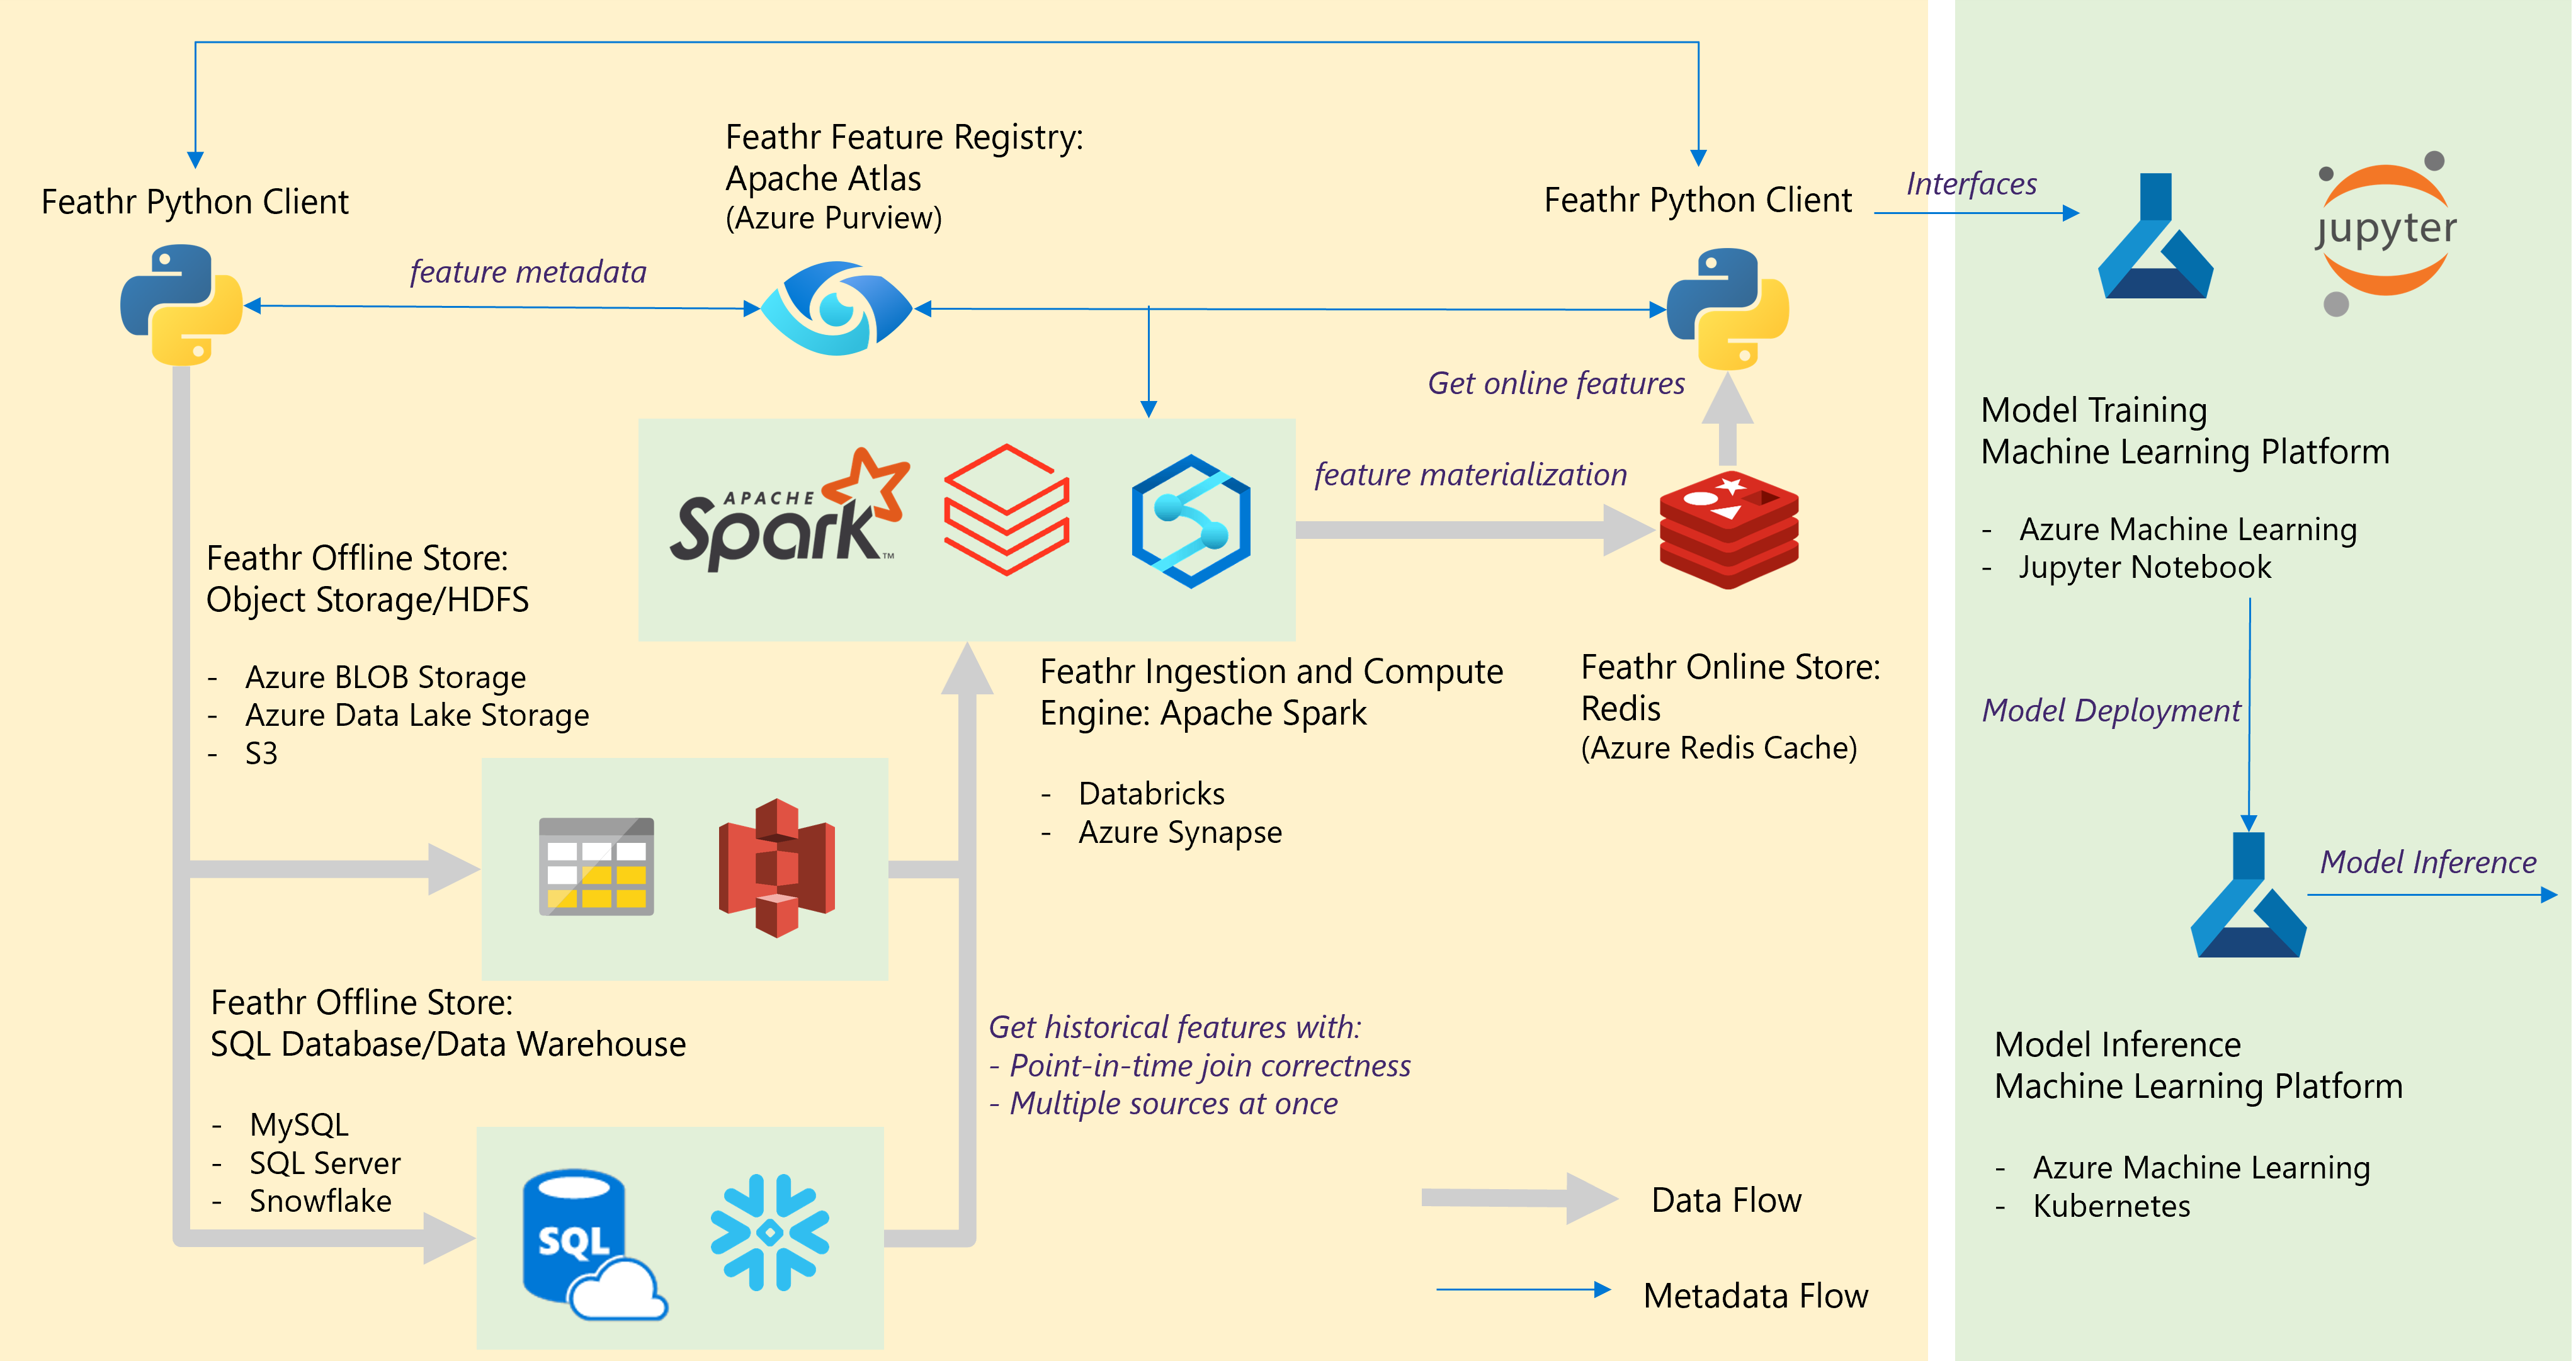 Feathr Feature Registry:
Apache Atlas
(Azure Purview)
Feathr Python Client
feature metadata
Feathr Python Client
Interfaces
jupyter
Get online features
Model Training
Machine Learning Platform
- Azure Machine Learning
- Jupyter Notebook
APACHE
Spark™
feature materialization
Feathr Offline Store:
Object Storage/HDFS
- Azure BLOB Storage
- Azure Data Lake Storage
- S3
Feathr Ingestion and Compute
Engine: Apache Spark
- Databricks
- Azure Synapse
Feathr Online Store:
Redis
(Azure Redis Cache)
Model Deployment
Model Inference
Feathr Offline Store:
SQL Database/Data Warehouse
- MySQL
- SQL Server
- Snowflake
SQL
Get historical features with:
- Point-in-time join correctness
- Multiple sources at once
Data Flow
Metadata Flow
Model Inference
Machine Learning Platform
- Azure Machine Learning
- Kubernetes